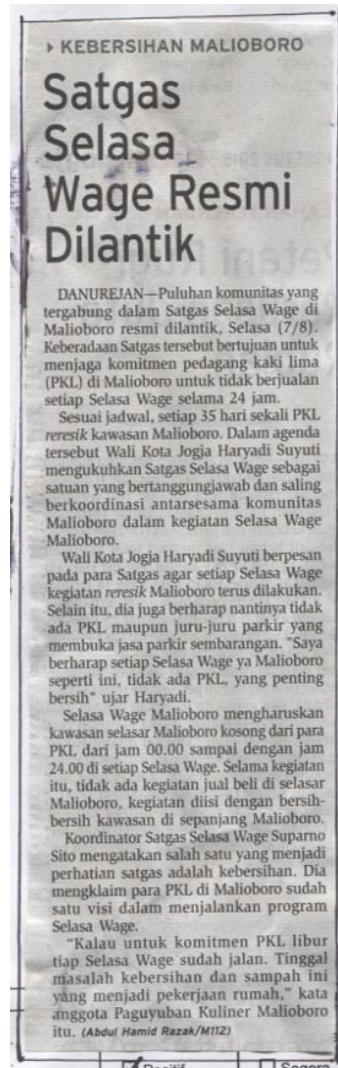 KEBERSIHAN MALIOBORO
Satgas
Selasa
Wage Resmi
Dilantik
DANUREJAN—Puluhan komunitas yang
tergabung dalam Satgas Selasa Wage di
Malioboro resmi dilantik, Selasa (7/8).
Keberadaan Satgas tersebut bertujuan untuk
menjaga komitmen pedagang kaki lima
(PKL) di Malioboro untuk tidak berjualan
setiap Selasa Wage selama 24 jam.
Sesuai jadwal, setiap 35 hari sekali PKL
reresik kawasan Malioboro. Dalam agenda
tersebut Wali Kota Jogja Haryadi Suyuti
mengukuhkan Satgas Selasa Wage sebagai
satuan yang bertanggungjawab dan saling
berkoordinasi antarsesama komunitas
Malioboro dalam kegiatan Selasa Wage
Malioboro.
Wali Kota Jogja Haryadi Suyuti berpesan
pada para Satgas agar setiap Selasa Wage
kegiatan reresik Malioboro terus dilakukan.
Selain itu, dia juga berharap nantinya tidak
ada PKL maupun juru-juru parkir yang
membuka jasa parkir sembarangan. "Saya
berharap setiap Selasa Wage ya Malioboro
seperti ini, tidak ada PKL, yang penting
bersih" ujar Haryadi.
Selasa Wage Malioboro mengharuskan
kawasan selasar Malioboro kosong dari para
PKL dari jam 00.00 sampai dengan jam
24.00 di setiap Selasa Wage. Selama kegiatan
itu, tidak ada kegiatan jual beli di selasar
Malioboro, kegiatan diisi dengan bersih-
bersih kawasan di sepanjang Malioboro.
Koordinator Satgas Selasa Wage Suparno
Sito mengatakan salah satu yang menjadi
perhatian satgas adalah kebersihan. Dia
mengklaim para PKL di Malioboro sudah
satu visi dalam menjalankan program
Selasa Wage.
"Kalau untuk komitmen PKL libur
tiap Selasa Wage sudah jalan. Tinggal
masalah kebersihan dan sampah ini
yang menjadi pekerjaan rumah," kata
anggota Paguyuban Kuliner Malioboro
itu. (Abdul Hamid Razak/M112)